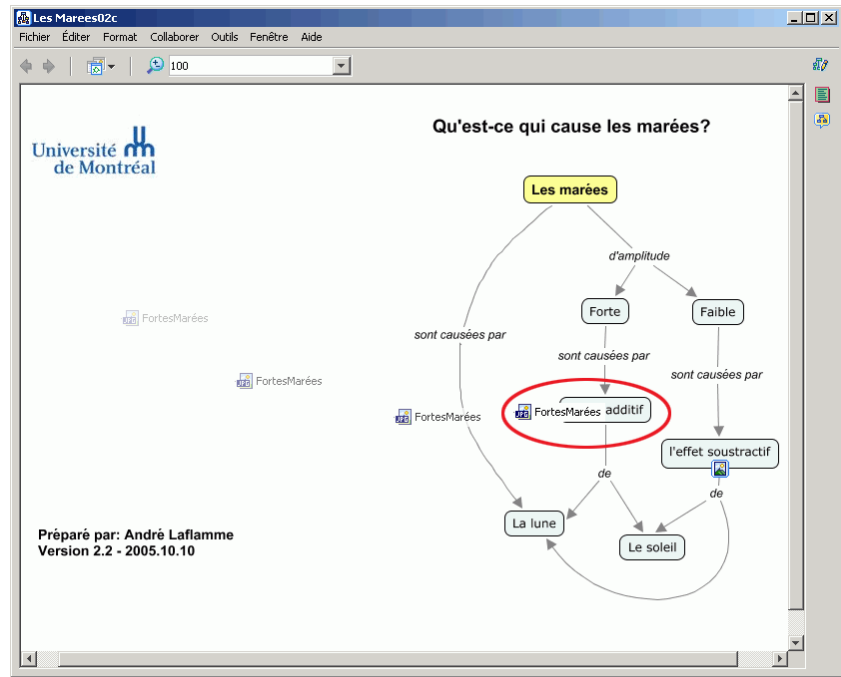 Les Marees02c
Fichier Éditer Format Collaborer Outils Fenêtre Aide
100
Qu'est-ce qui cause les marées?
Université
de Montréal
Les marées
d'amplitude
Forte
Faible
FortesMarées
sont causées par
sont causées par
sont causées par
FortesMarées
FortesMarées
FortesMarées
additif
l'effet soustractif
de
de
La lune
Le soleil
Préparé par: André Laflamme
Version 2.2 - 2005.10.10